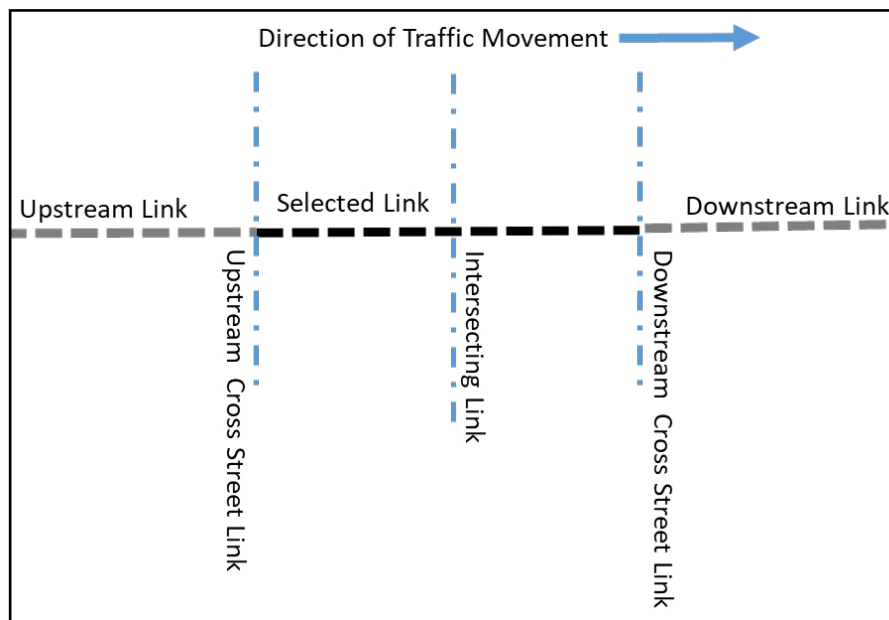 Direction of Traffic Movement
Upstream Link
Selected Link
Downstream Link
Upstream Cross Street Link
Intersecting Link
Downstream Cross Street Link